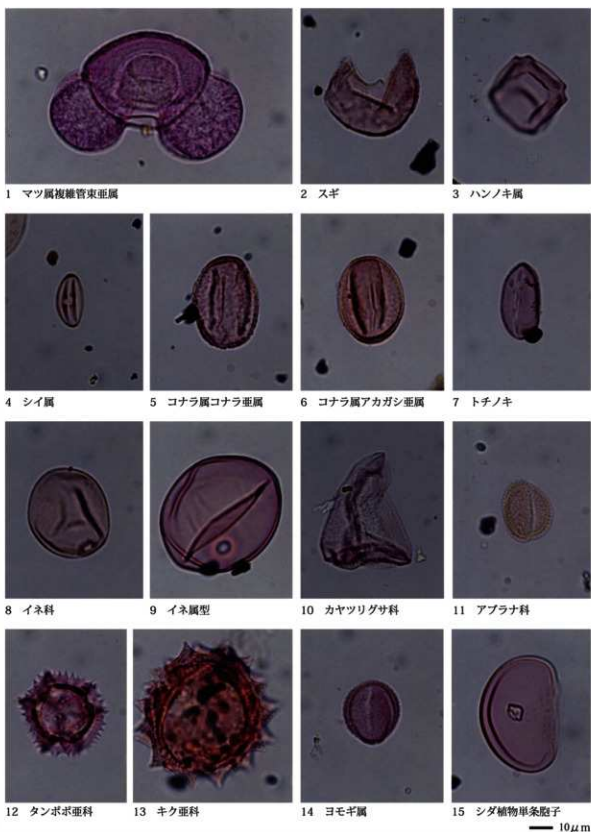 1 マツ属複維管束亜属
2 スギ
3 ハンノキ属
4 シイ属
5 コナラ属コナラ亜属
6 コナラ属アカガシ亜属
7 トチノキ
8 イネ科
9 イネ属型
10 カヤツリグサ科
11 アブラナ科
12 タンポポ亜科
13 キク亜科
14 ヨモギ属
15 シダ植物単条胞子
10μm